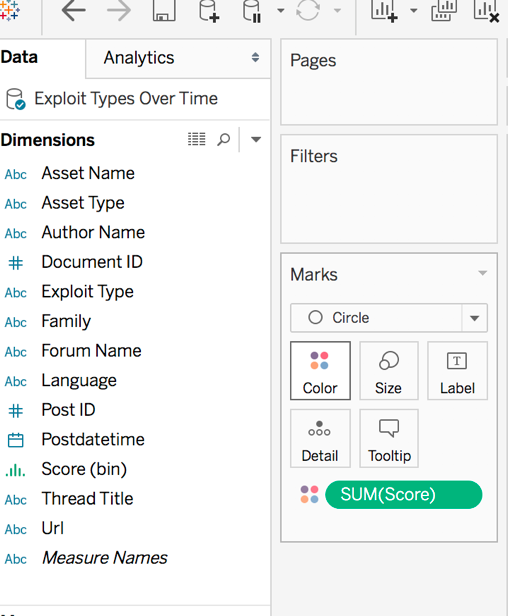 Data
Analytics
Exploit Types Over Time
Dimensions
Abc Asset Name
Abc Asset Type
Abc Author Name
# Document ID
Abc Exploit Type
Abc Family
Abc Forum Name
Abc Language
# Post ID
Postdatetime
Score (bin)
Abc Thread Title
Abc Url
Abc Measure Names
Pages
Filters
Marks
Circle
Color
Size
T
Label
Detail
Tooltip
SUM(Score)